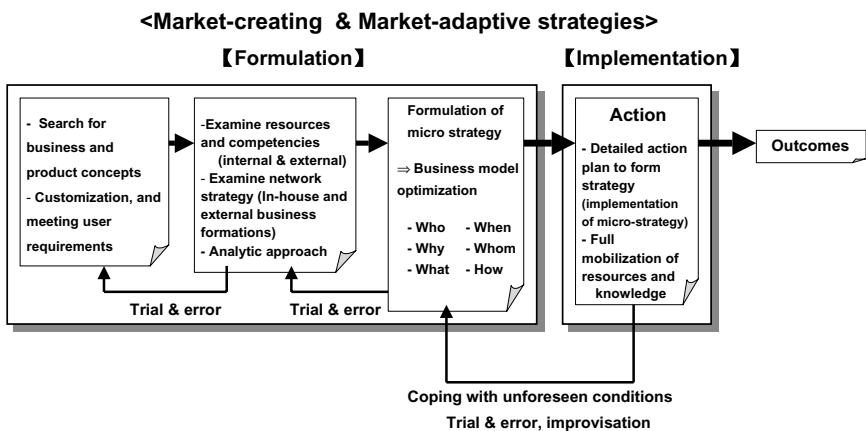 <Market-creating & Market-adaptive strategies>
【Formulation】
【Implementation】
- Search for
business and
product concepts
- Customization, and
meeting user
requirements
-Examine resources
and competencies
(internal & external)
- Examine network
strategy (In-house and
external business
formations)
- Analytic approach
Formulation of
micro strategy
⇒ Business model
optimization
- Who - When
- Why - Whom
- What - How
Action
- Detailed action
plan to form
strategy
(implementation
of micro-strategy)
- Full
mobilization of
resources and
knowledge
Outcomes
Trial & error
Trial & error
Coping with unforeseen conditions
Trial & error, improvisation